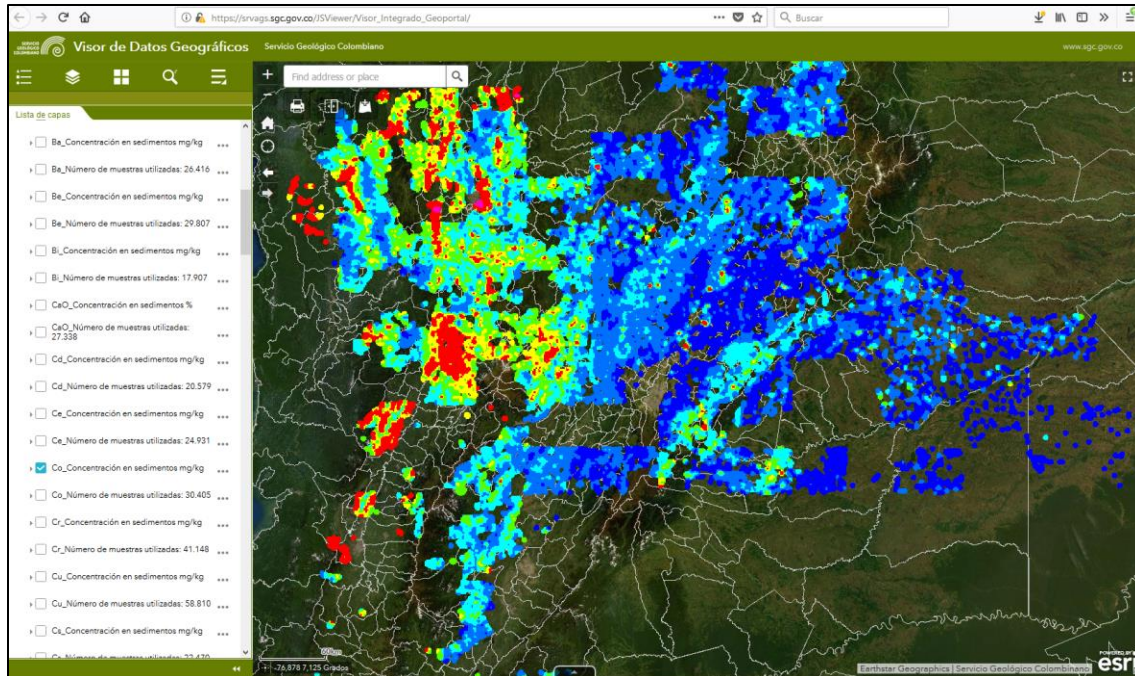 https://srvags.sgc.gov.co/JSViewer/Visor_Integrado_Geoportal/
Buscar
SERVICIO GEOLÓGICO COLOMBIANO
Visor de Datos Geográficos
Servicio Geológico Colombiano
www.sgc.gov.co
Find address or place
Lista de capas
Ba_Concentración en sedimentos mg/kg
Ba_Número de muestras utilizadas: 26.416
Be_Concentración en sedimentos mg/kg
Be_Número de muestras utilizadas: 29.807
Bi_Concentración en sedimentos mg/kg
Bi_Número de muestras utilizadas: 17.907
CaO_Concentración en sedimentos %
CaO_Número de muestras utilizadas:
27.338
Cd_Concentración en sedimentos mg/kg
Cd_Número de muestras utilizadas: 20.579
Ce_Concentración en sedimentos mg/kg
Ce_Número de muestras utilizadas: 24.931
Co_Concentración en sedimentos mg/kg
Co_Número de muestras utilizadas: 30.405
Cr_Concentración en sedimentos mg/kg
Cr_Número de muestras utilizadas: 41.148
Cu_Concentración en sedimentos mg/kg
Cu_Número de muestras utilizadas: 58.810
Cs_Concentración en sedimentos mg/kg
60km
-76,878 7,125 Grados
Earthstar Geographics | Servicio Geológico Colombiano
POWERED BY
esri